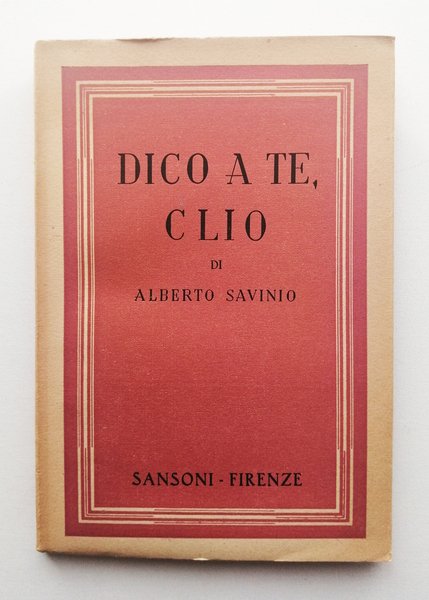 DICO A TE,
CLIO
DI
ALBERTO SAVINIO
SANSONI - FIRENZE